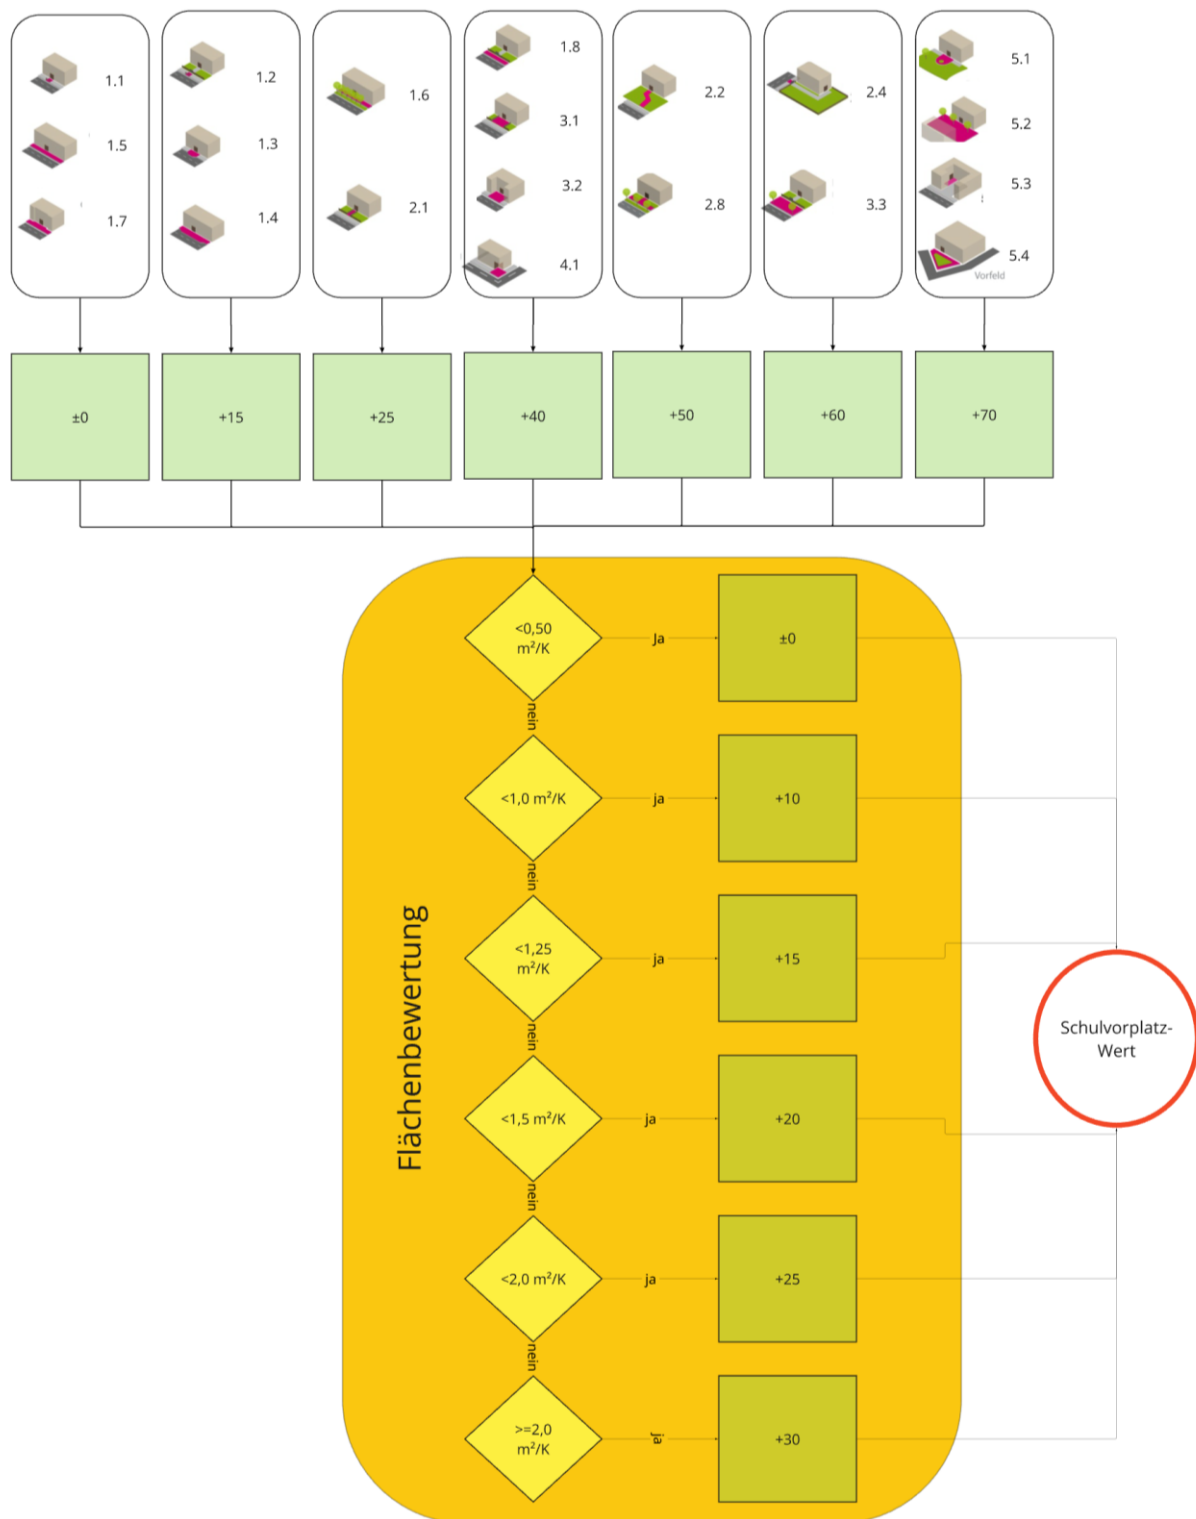 1.1
1.5
1.7
1.2
1.3
1.4
1.6
2.1
1.8
3.1
3.2
4.1
2.2
2.8
2.4
3.3
5.1
5.2
5.3
5.4
Vorfeld
±0
+15
+25
+40
+50
+60
+70
Flächenbewertung
<0,50
m²/K
Ja
±0
nein
<1,0 m²/K
ja
+10
nein
<1,25
m²/K
ja
+15
nein
<1,5 m²/K
ja
+20
nein
<2,0 m²/K
ja
+25
nein
>=2,0
m²/K
ja
+30
Schulvorplatz-
Wert